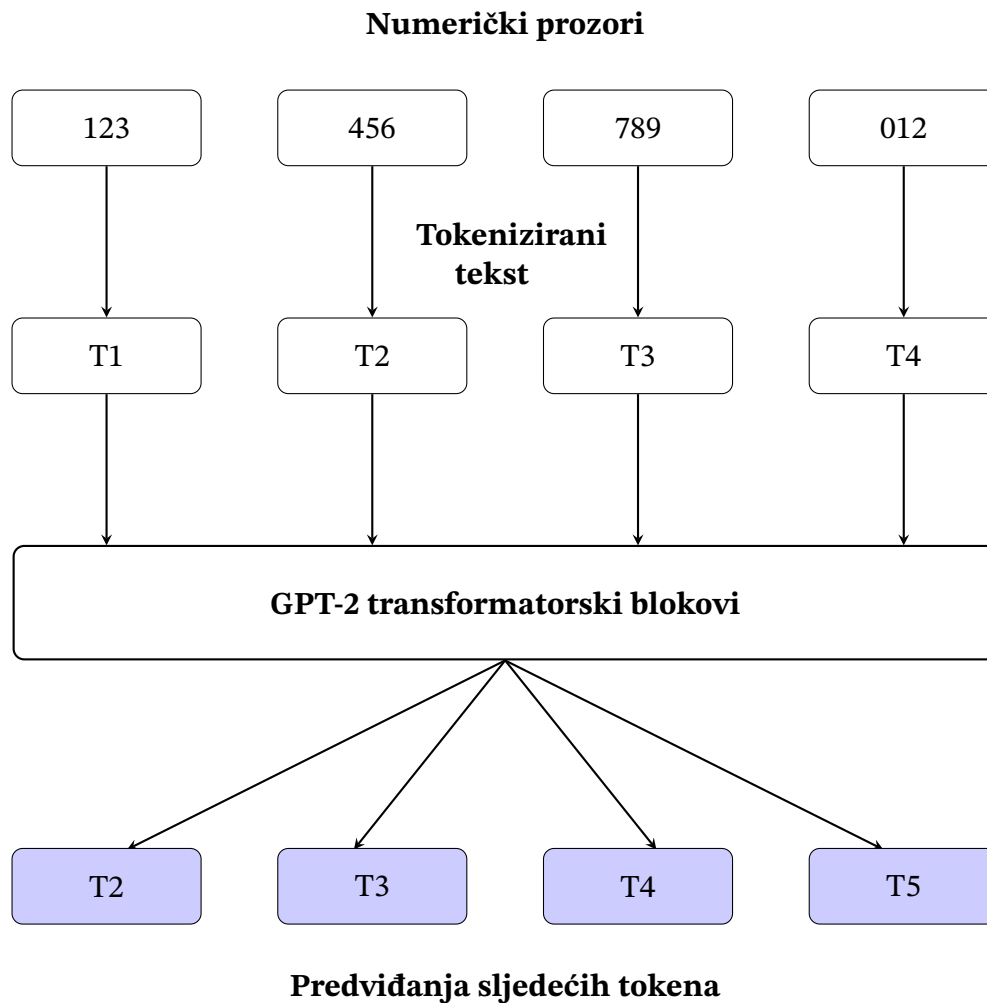 Numerički prozori
123
456
789
012
Tokenizirani
tekst
T1
T2
T3
T4
GPT-2 transformatorski blokovi
T2
T3
T4
T5
Predviđanja sljedećih tokena